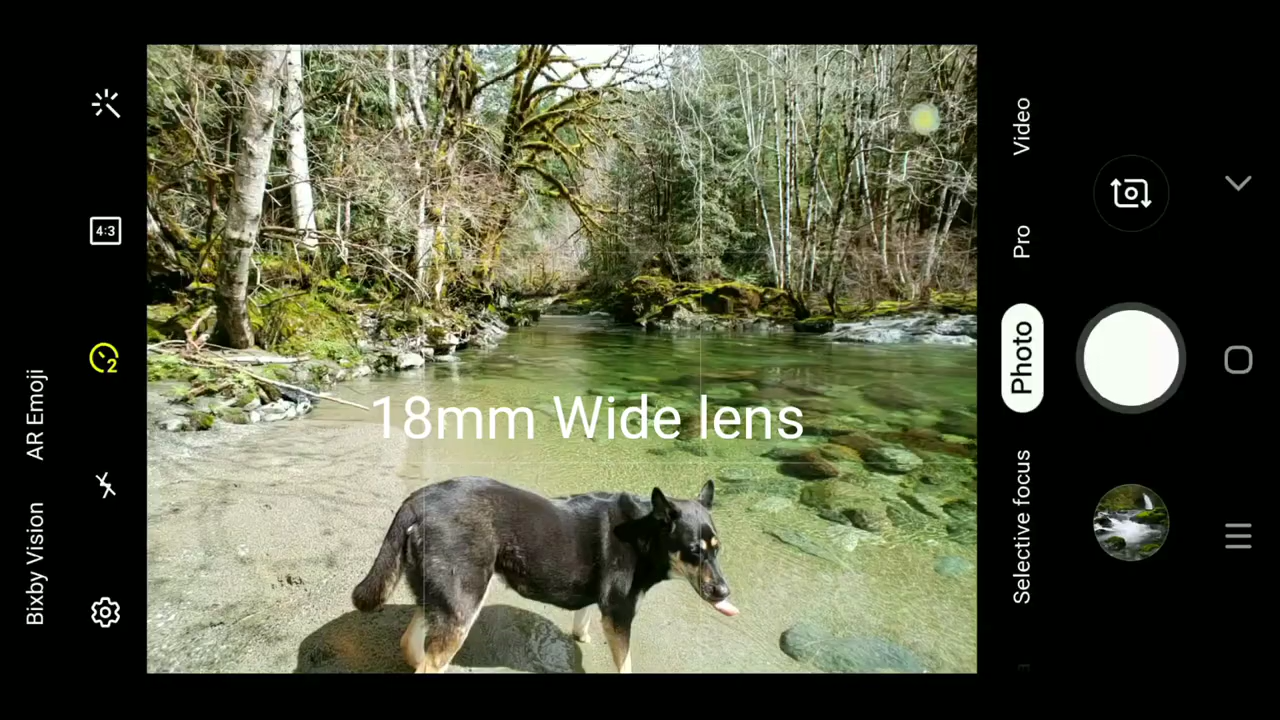 Bixby Vision
AR Emoji
4:3
2
18mm Wide lens
Video
Pro
Photo
Selective focus